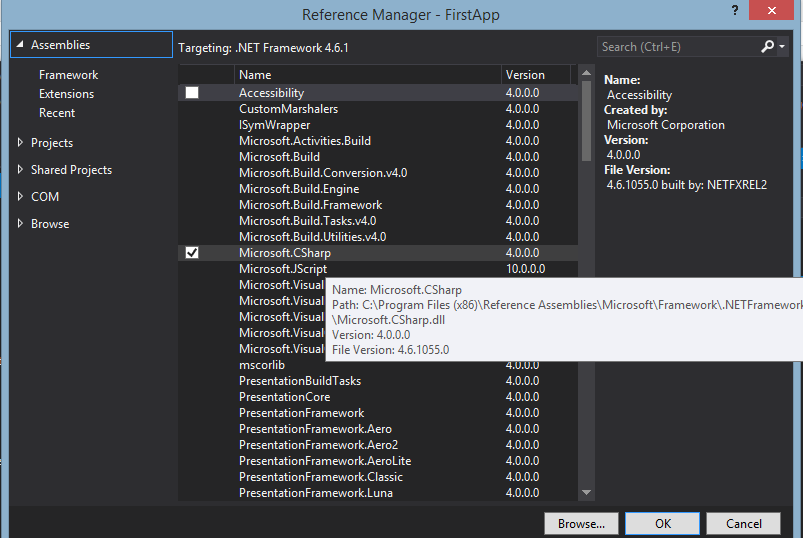 Reference Manager - FirstApp
?
Assemblies
Framework
Extensions
Recent
Projects
Shared Projects
COM
Browse
Targeting: .NET Framework 4.6.1
Search (Ctrl+E)
Name Version
Accessibility 4.0.0.0
CustomMarshalers 4.0.0.0
ISymWrapper 4.0.0.0
Microsoft.Activities.Build 4.0.0.0
Microsoft.Build 4.0.0.0
Microsoft.Build.Conversion.v4.0 4.0.0.0
Microsoft.Build.Engine 4.0.0.0
Microsoft.Build.Framework 4.0.0.0
Microsoft.Build.Tasks.v4.0 4.0.0.0
Microsoft.Build.Utilities.v4.0 4.0.0.0
Microsoft.CSharp 4.0.0.0
Microsoft.JScript 10.0.0.0
Microsoft.Visual
Microsoft.Visual
Microsoft.Visual
Microsoft.Visual
Microsoft.Visual
mscorlib 4.0.0.0
PresentationBuildTasks 4.0.0.0
PresentationCore 4.0.0.0
PresentationFramework 4.0.0.0
PresentationFramework.Aero 4.0.0.0
PresentationFramework.Aero2 4.0.0.0
PresentationFramework.AeroLite 4.0.0.0
PresentationFramework.Classic 4.0.0.0
PresentationFramework.Luna 4.0.0.0
Name: Microsoft.CSharp
Path: C:\Program Files (x86)\Reference Assemblies\Microsoft\Framework\.NETFramework
\Microsoft.CSharp.dll
Version: 4.0.0.0
File Version: 4.6.1055.0
Name:
Accessibility
Created by:
Microsoft Corporation
Version:
4.0.0.0
File Version:
4.6.1055.0 built by: NETFXREL2
Browse... OK Cancel